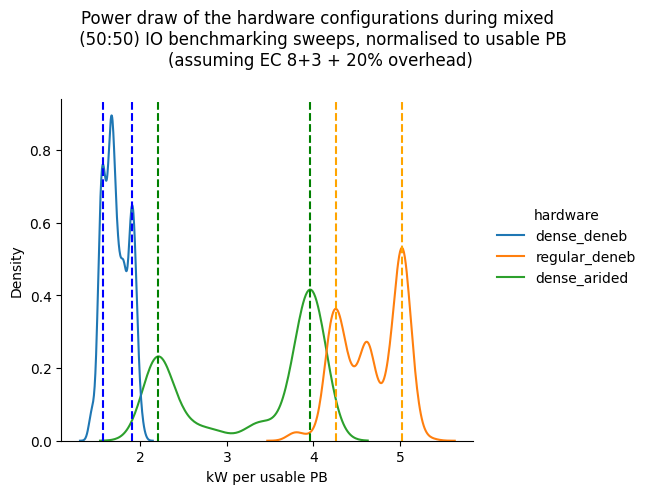 Power draw of the hardware configurations during mixed
(50:50) IO benchmarking sweeps, normalised to usable PB
(assuming EC 8+3 + 20% overhead)
0.8
0.6
0.4
0.2
0.0
Density
2
3
4
5
kW per usable PB
hardware
dense_deneb
regular_deneb
dense_arided